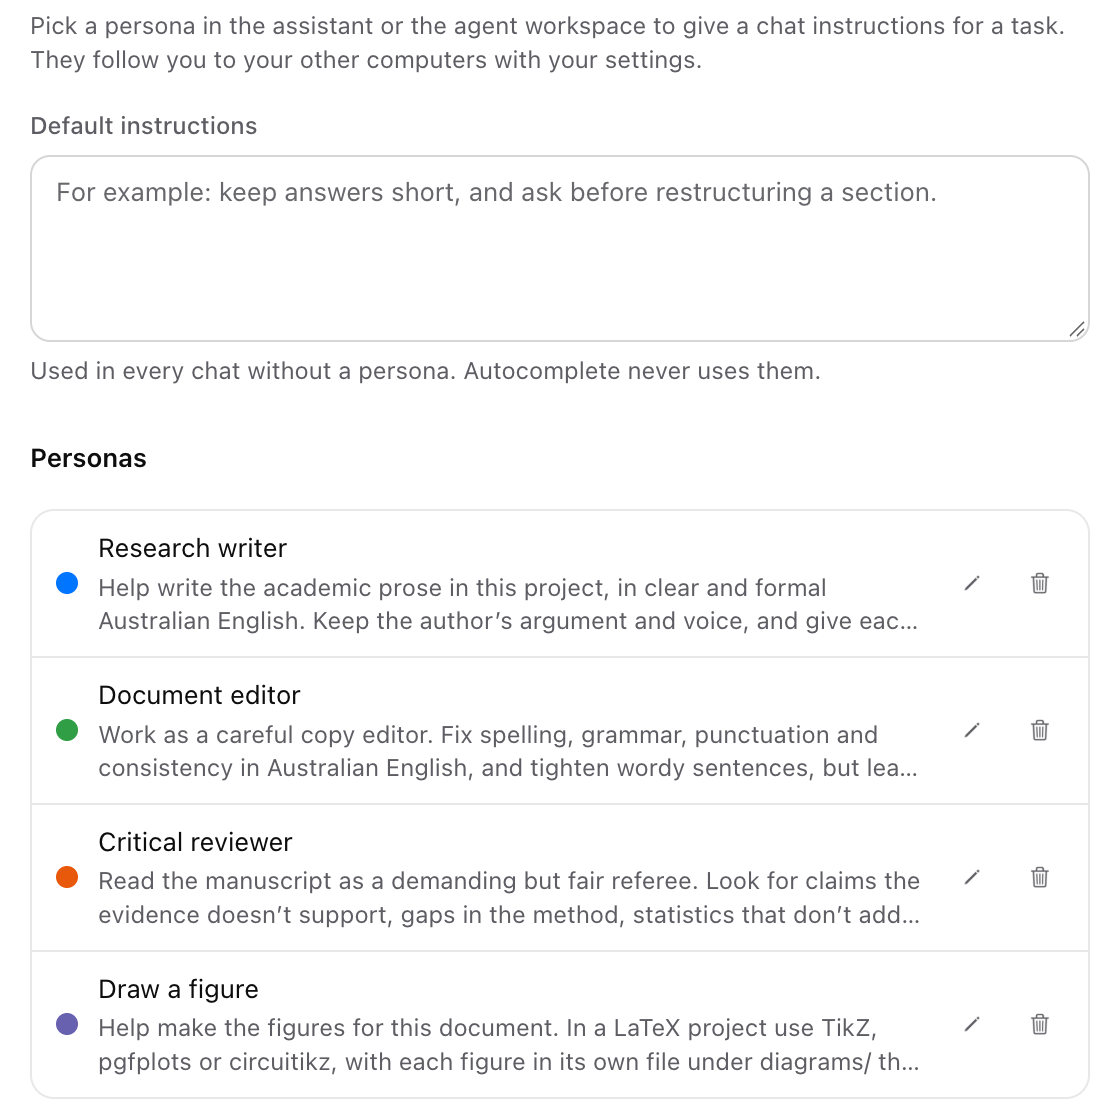 Pick a persona in the assistant or the agent workspace to give a chat instructions for a task.
They follow you to your other computers with your settings.
Default instructions
For example: keep answers short, and ask before restructuring a section.
Used in every chat without a persona. Autocomplete never uses them.
Personas
Research writer
Help write the academic prose in this project, in clear and formal
Australian English. Keep the author’s argument and voice, and give eac...
Document editor
Work as a careful copy editor. Fix spelling, grammar, punctuation and
consistency in Australian English, and tighten wordy sentences, but lea...
Critical reviewer
Read the manuscript as a demanding but fair referee. Look for claims the
evidence doesn’t support, gaps in the method, statistics that don’t add...
Draw a figure
Help make the figures for this document. In a LaTeX project use TikZ,
pgfplots or circuitikz, with each figure in its own file under diagrams/ th...